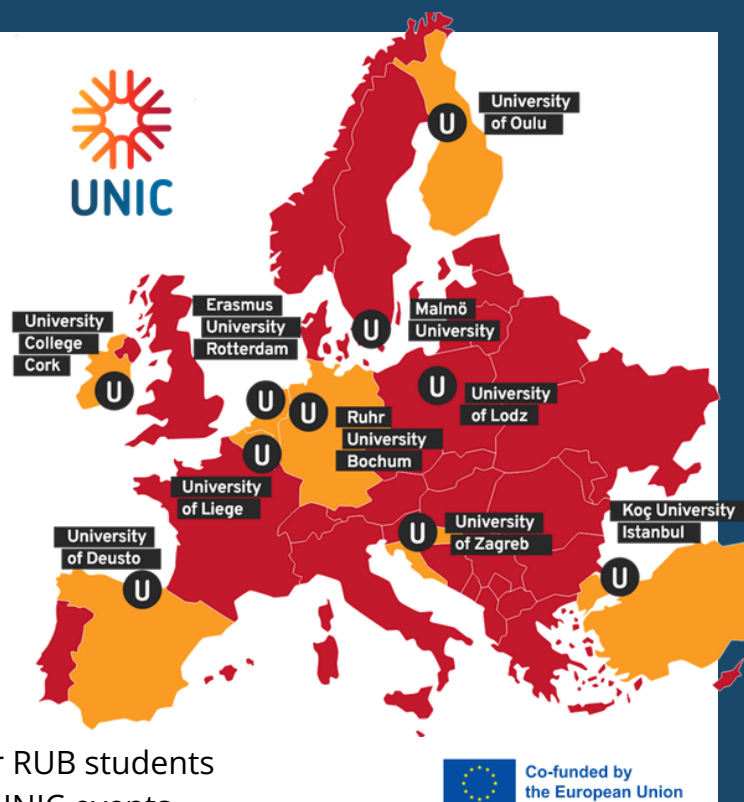 UNIC
University
of Oulu
Erasmus
University
Rotterdam
Malmö
University
University
College
Cork
University
of Lodz
Ruhr
University
Bochum
University
of Liege
Koç University
Istanbul
University
of Zagreb
University
of Deusto
RUB students
UNIC events
Co-funded by
the European Union